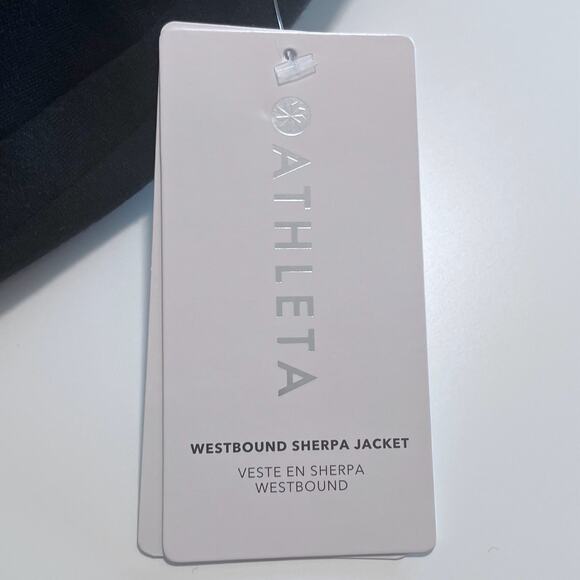 ATHLETA
WESTBOUND SHERPA JACKET
VESTE EN SHERPA
WESTBOUND